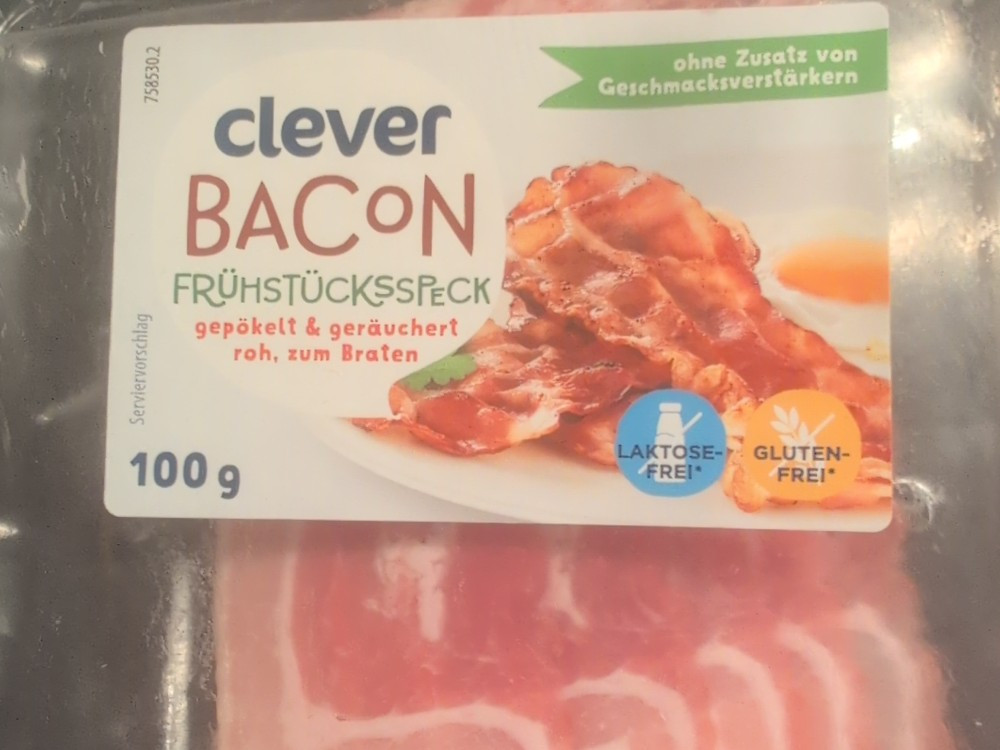 758530.2
ohne Zusatz von
Geschmacksverstärkern
clever
BACON
FRÜHSTÜCKSSPECK
gepökelt & geräuchert
roh, zum Braten
Serviervorschlag
LAKTOSE-
FREI*
GLUTEN-
FREI*
100g